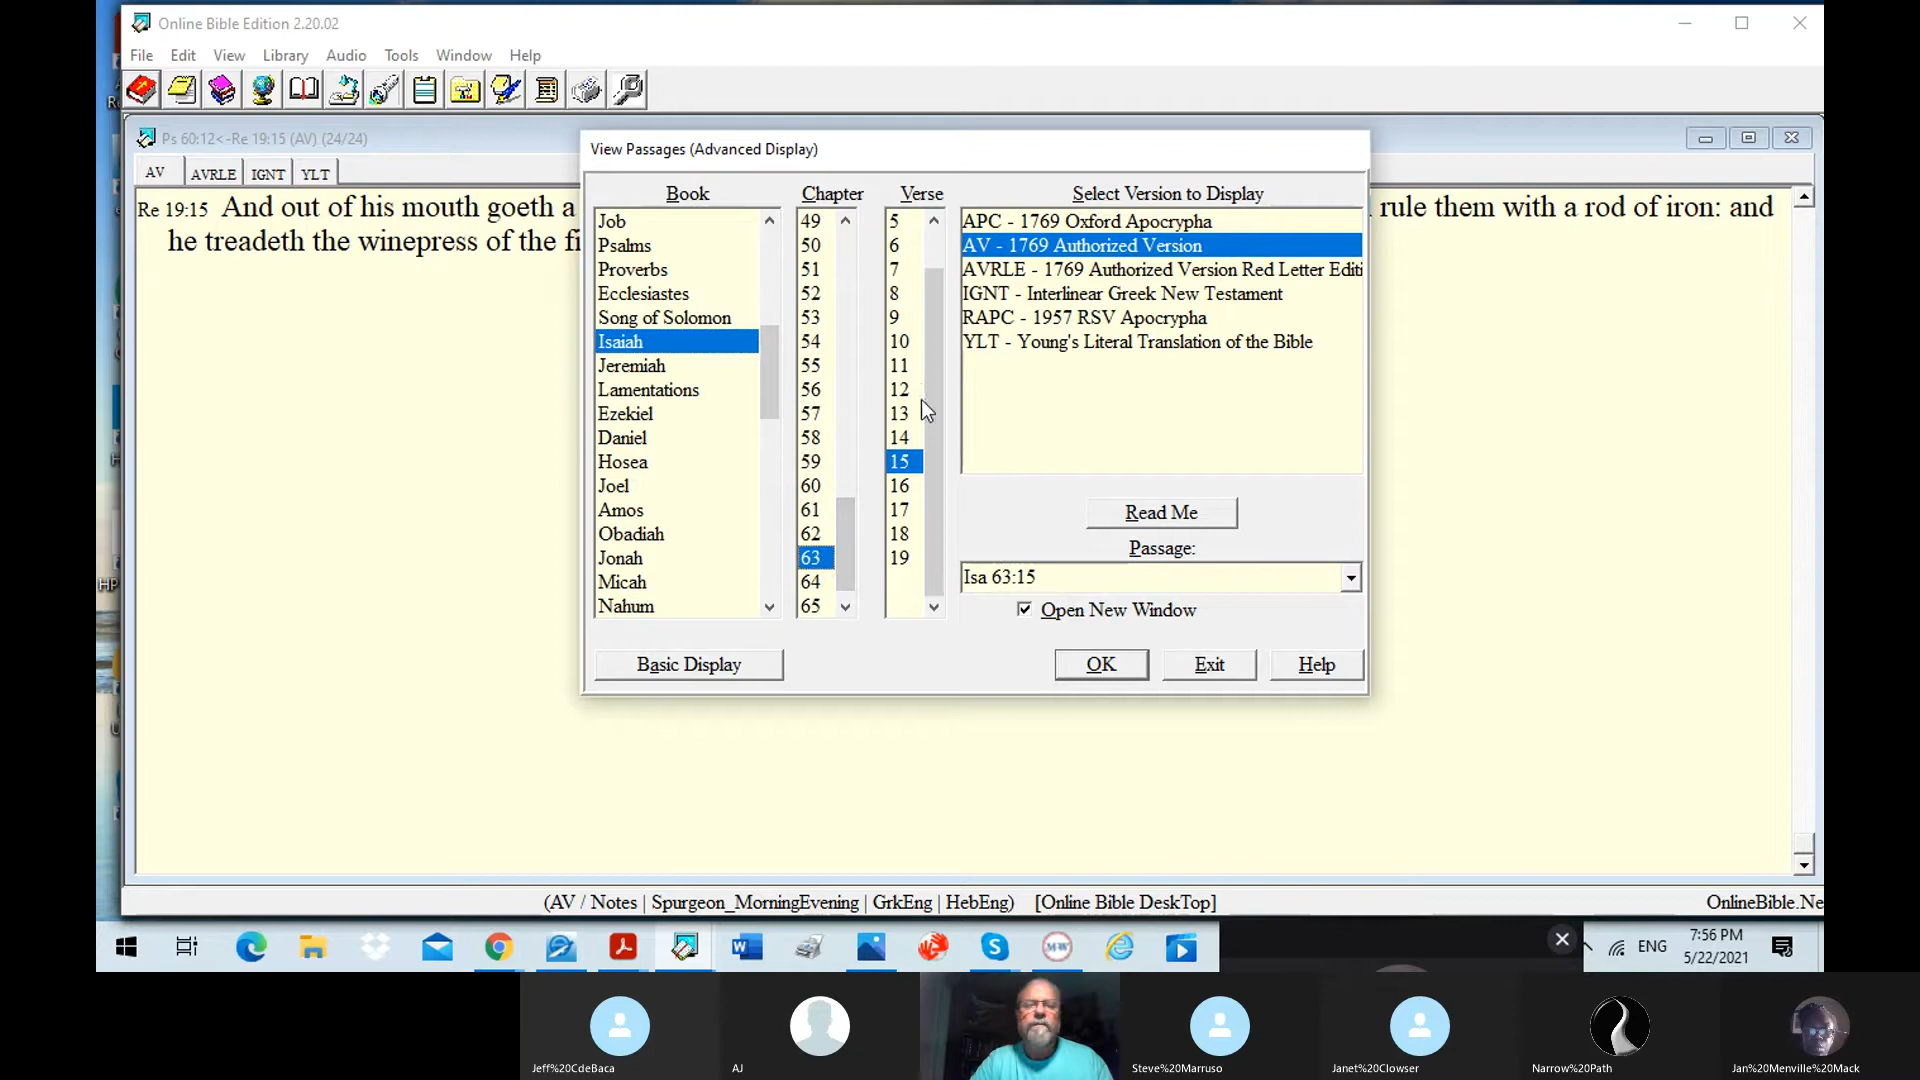 Online Bible Edition 2.20.02
File Edit View Library Audio Tools Window Help
Ps 60:12<-Re 19:15 (AV) (24/24)
AV AVRLE IGNT YLT
Re 19:15 And out of his mouth goeth a
rule them with a rod of iron: and
he treadeth the winepress of the fi
View Passages (Advanced Display)
Book
Job
Psalms
Proverbs
Ecclesiastes
Song of Solomon
Isaiah
Jeremiah
Lamentations
Ezekiel
Daniel
Hosea
Joel
Amos
Obadiah
Jonah
Micah
Nahum
Chapter
49
50
51
52
53
54
55
56
57
58
59
60
61
62
63
64
65
Verse
5
6
7
8
9
10
11
12
13
14
15
16
17
18
19
Select Version to Display
APC - 1769 Oxford Apocrypha
AV - 1769 Authorized Version
AVRLE - 1769 Authorized Version Red Letter Editi
IGNT - Interlinear Greek New Testament
RAPC - 1957 RSV Apocrypha
YLT - Young's Literal Translation of the Bible
Read Me
Passage:
Isa 63:15
Open New Window
Basic Display
OK Exit Help
(AV / Notes | Spurgeon_MorningEvening | GrkEng | HebEng) [Online Bible DeskTop]
OnlineBible.Ne
ENG
7:56 PM
5/22/2021
Jeff%20CdeBaca
AJ
Steve%20Marruso
Janet%20Clowser
Narrow%20Path
Jan%20Menville%20Mack